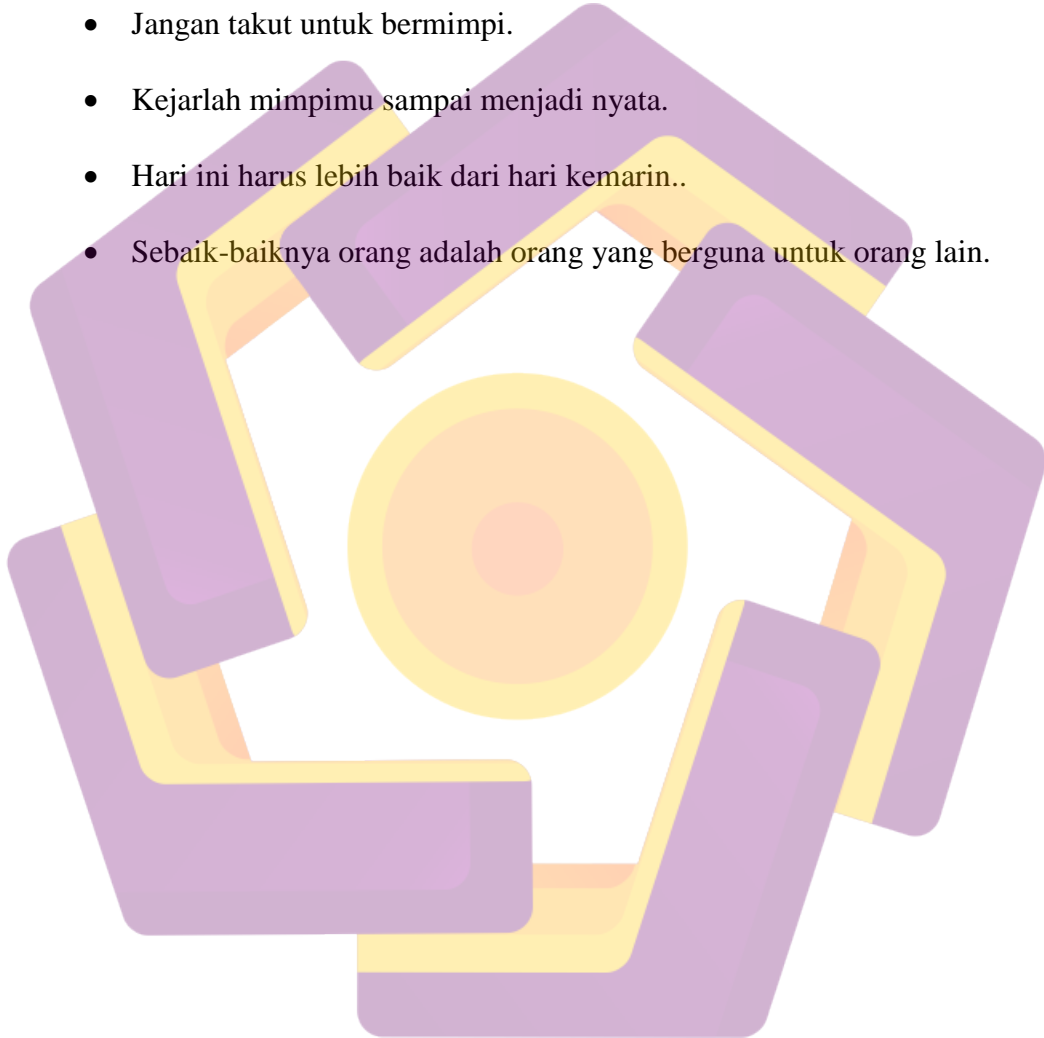 • Jangan takut untuk bermimpi.
• Kejarlah mimpimu sampai menjadi nyata.
• Hari ini harus lebih baik dari hari kemarin..
• Sebaik-baiknya orang adalah orang yang berguna untuk orang lain.